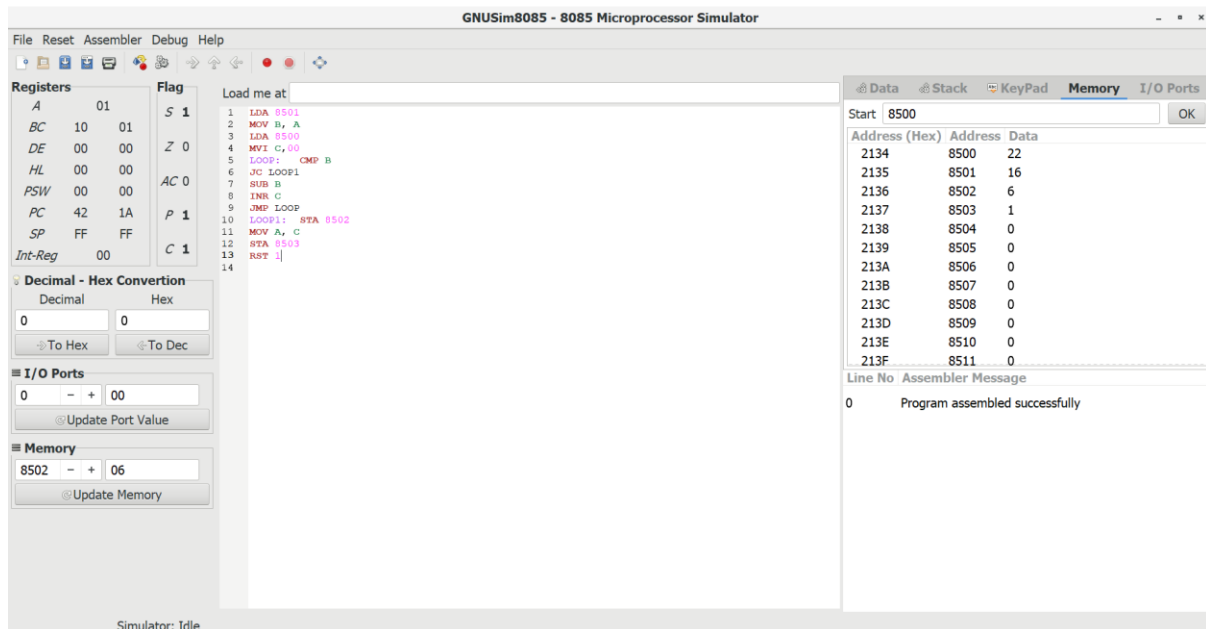 GNUSim8085 - 8085 Microprocessor Simulator
File Reset Assembler Debug Help
Registers
A 01
BC 10 01
DE 00 00
HL 00 00
PSW 00 00
PC 42 1A
SP FF FF
Int-Reg 00
Flag
S 1
Z 0
AC 0
P 1
C 1
Decimal - Hex Convertion
Decimal Hex
0 0
To Hex To Dec
I/O Ports
0 - + 00
Update Port Value
Memory
8502 - + 06
Update Memory
Load me at
1 LDA 8501
2 MOV B, A
3 LDA 8500
4 MVI C,00
5 LOOP: CMP B
6 JC LOOP1
7 SUB B
8 INR C
9 JMP LOOP
10 LOOP1: STA 8502
11 MOV A, C
12 STA 8503
13 RST 1
14
Data Stack KeyPad Memory I/O Ports
Start 8500 OK
Address (Hex) Address Data
2134 8500 22
2135 8501 16
2136 8502 6
2137 8503 1
2138 8504 0
2139 8505 0
213A 8506 0
213B 8507 0
213C 8508 0
213D 8509 0
213E 8510 0
213F 8511 0
Line No Assembler Message
0 Program assembled successfully
Simulator: Idle